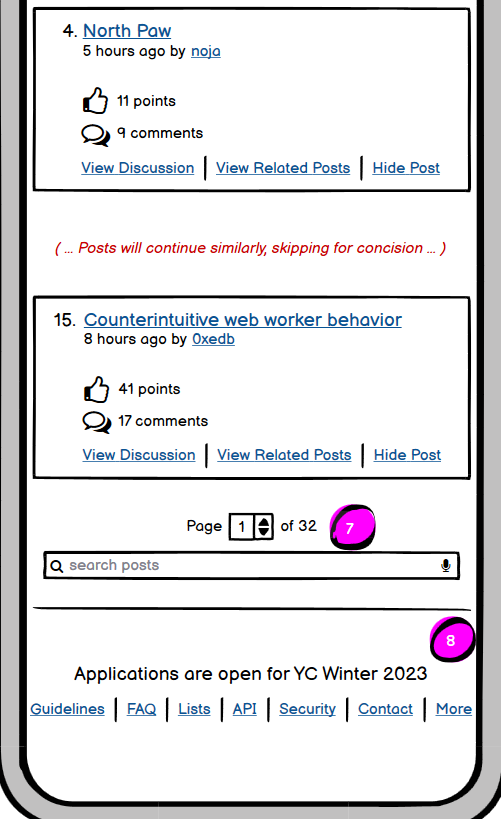 4. North Paw
5 hours ago by noja
11 points
9 comments
View Discussion | View Related Posts | Hide Post
( ... Posts will continue similarly, skipping for concision ... )
15. Counterintuitive web worker behavior
8 hours ago by 0xedb
41 points
17 comments
View Discussion | View Related Posts | Hide Post
Page 1 of 32 7
search posts
8
Applications are open for YC Winter 2023
Guidelines | FAQ | Lists | API | Security | Contact | More